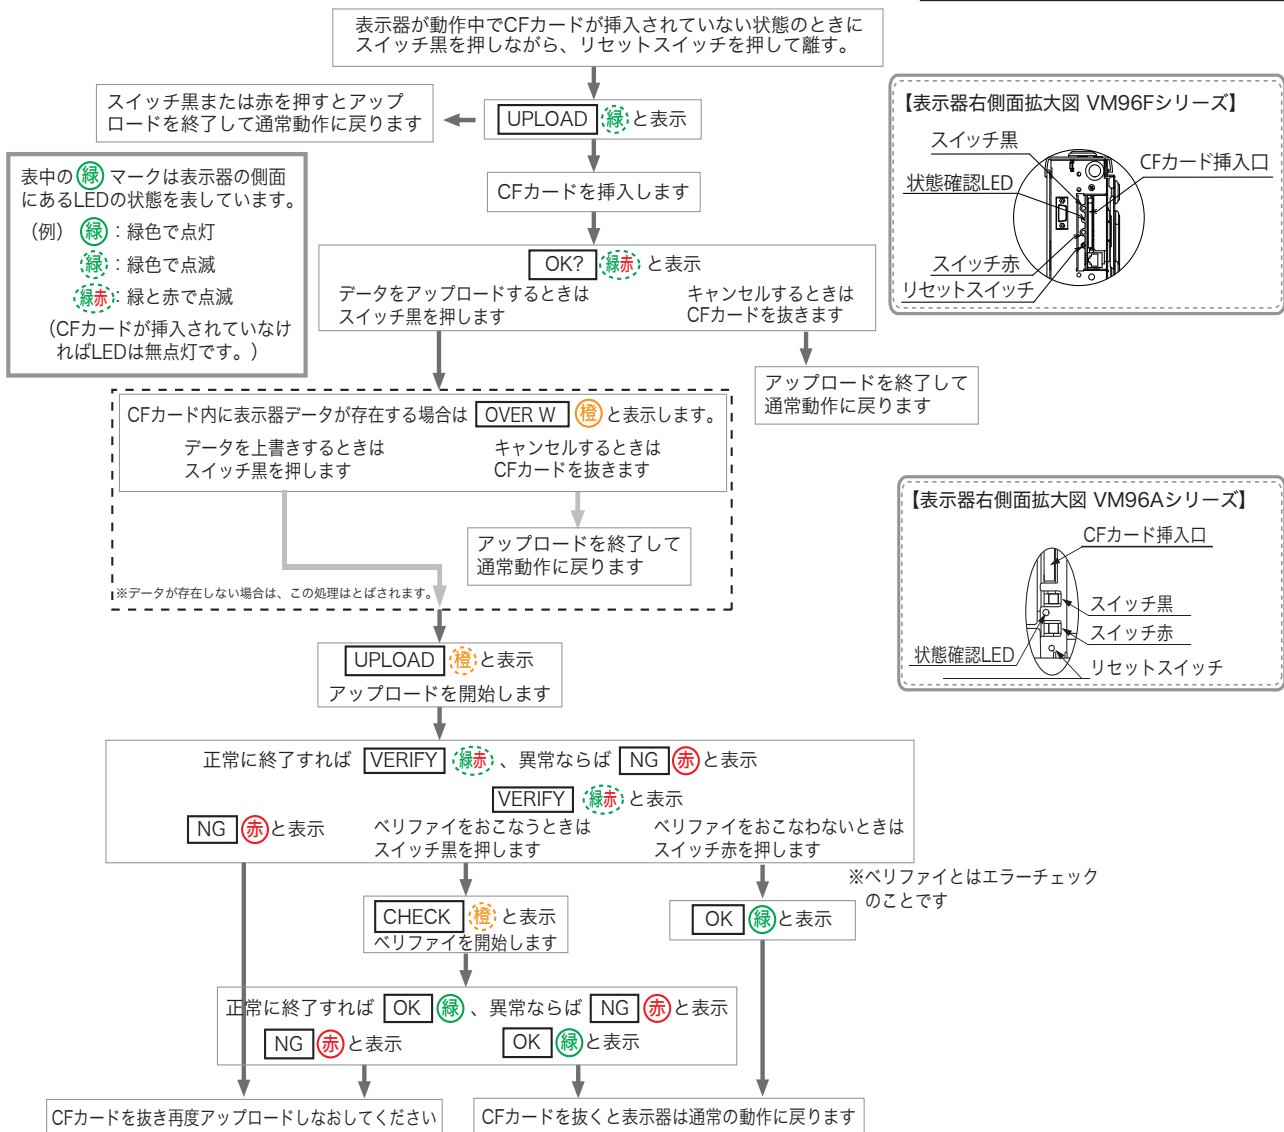 表示器が動作中でCFカードが挿入されていない状態のときに
スイッチ黒を押しながら、リセットスイッチを押して離す。
スイッチ黒または赤を押すとアップ
ロードを終了して通常動作に戻ります
UPLOAD 緑 と表示
表中の 緑 マークは表示器の側面
にあるLEDの状態を表しています。
(例) 緑 : 緑色で点灯
緑 : 緑色で点滅
緑赤 : 緑と赤で点滅
(CFカードが挿入されていなけ
ればLEDは無点灯です。)
CFカードを挿入します
OK? 緑赤 と表示
データをアップロードするときは
スイッチ黒を押します
キャンセルするときは
CFカードを抜きます
アップロードを終了して
通常動作に戻ります
CFカード内に表示器データが存在する場合は OVER W 橙 と表示します。
データを上書きするときは
スイッチ黒を押します
キャンセルするときは
CFカードを抜きます
アップロードを終了して
通常動作に戻ります
※データが存在しない場合は、この処理はとばされます。
UPLOAD 橙 と表示
アップロードを開始します
正常に終了すれば VERIFY 緑赤 、異常ならば NG 赤 と表示
VERIFY 緑赤 と表示
NG 赤 と表示
ベリファイをおこなうときは
スイッチ黒を押します
ベリファイをおこなわないときは
スイッチ赤を押します
※ベリファイとはエラーチェック
のことです
CHECK 橙 と表示
ベリファイを開始します
OK 緑 と表示
正常に終了すれば OK 緑 、異常ならば NG 赤 と表示
NG 赤 と表示
OK 緑 と表示
CFカードを抜き再度アップロードしなおしてください
CFカードを抜くと表示器は通常の動作に戻ります
【表示器右側面拡大図 VM96Fシリーズ】
スイッチ黒
CFカード挿入口
状態確認LED
スイッチ赤
リセットスイッチ
【表示器右側面拡大図 VM96Aシリーズ】
CFカード挿入口
スイッチ黒
スイッチ赤
状態確認LED
リセットスイッチ